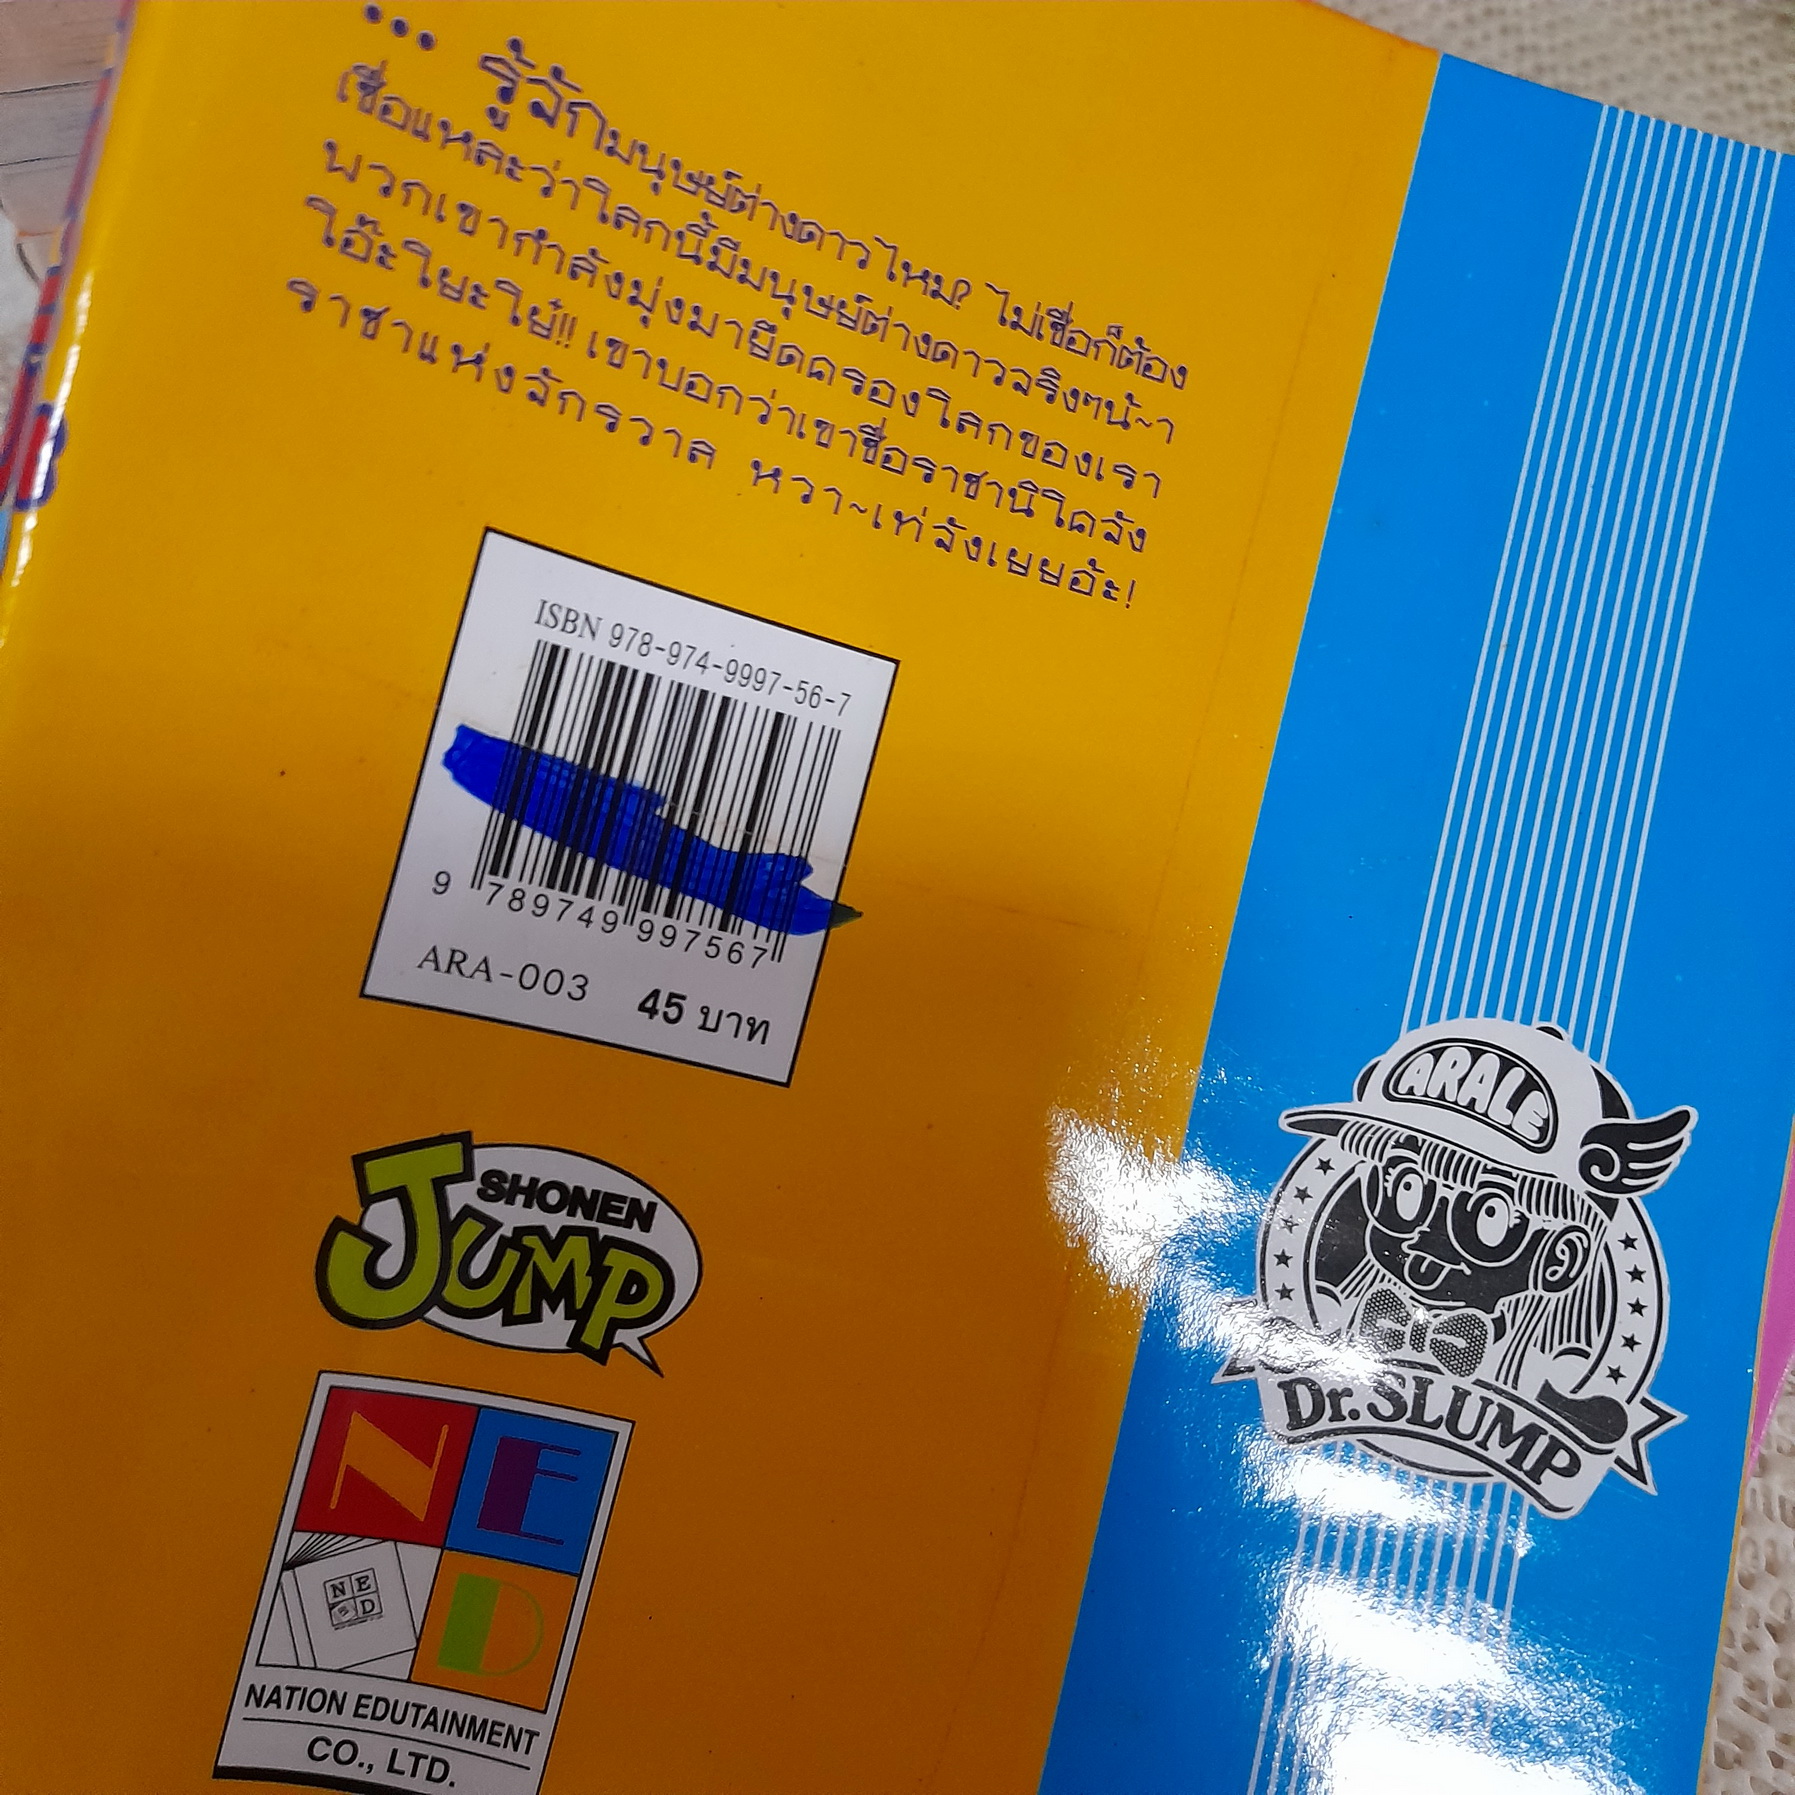 ... รู้จักมนุษย์ต่างดาวไหม? ไม่เชื่อก็ต้อง
เชื่อแหละว่าโลกนี้มีมนุษย์ต่างดาวจริงๆน้~า
พวกเขากำลังมุ่งมายึดครองโลกของเรา
โอ๊ะโยะโย่!! เขาบอกว่าเขาชื่อราชานิโคจัง
ราชาแห่งจักรวาล หวา~เท่จังเยยอ้ะ!
ISBN 978-974-9997-56-7
9 789749 997567
ARA-003 45 บาท
SHONEN
JUMP
N E
D
N E
D
NATION EDUTAINMENT
CO., LTD.
ARALE
Dr. SLUMP